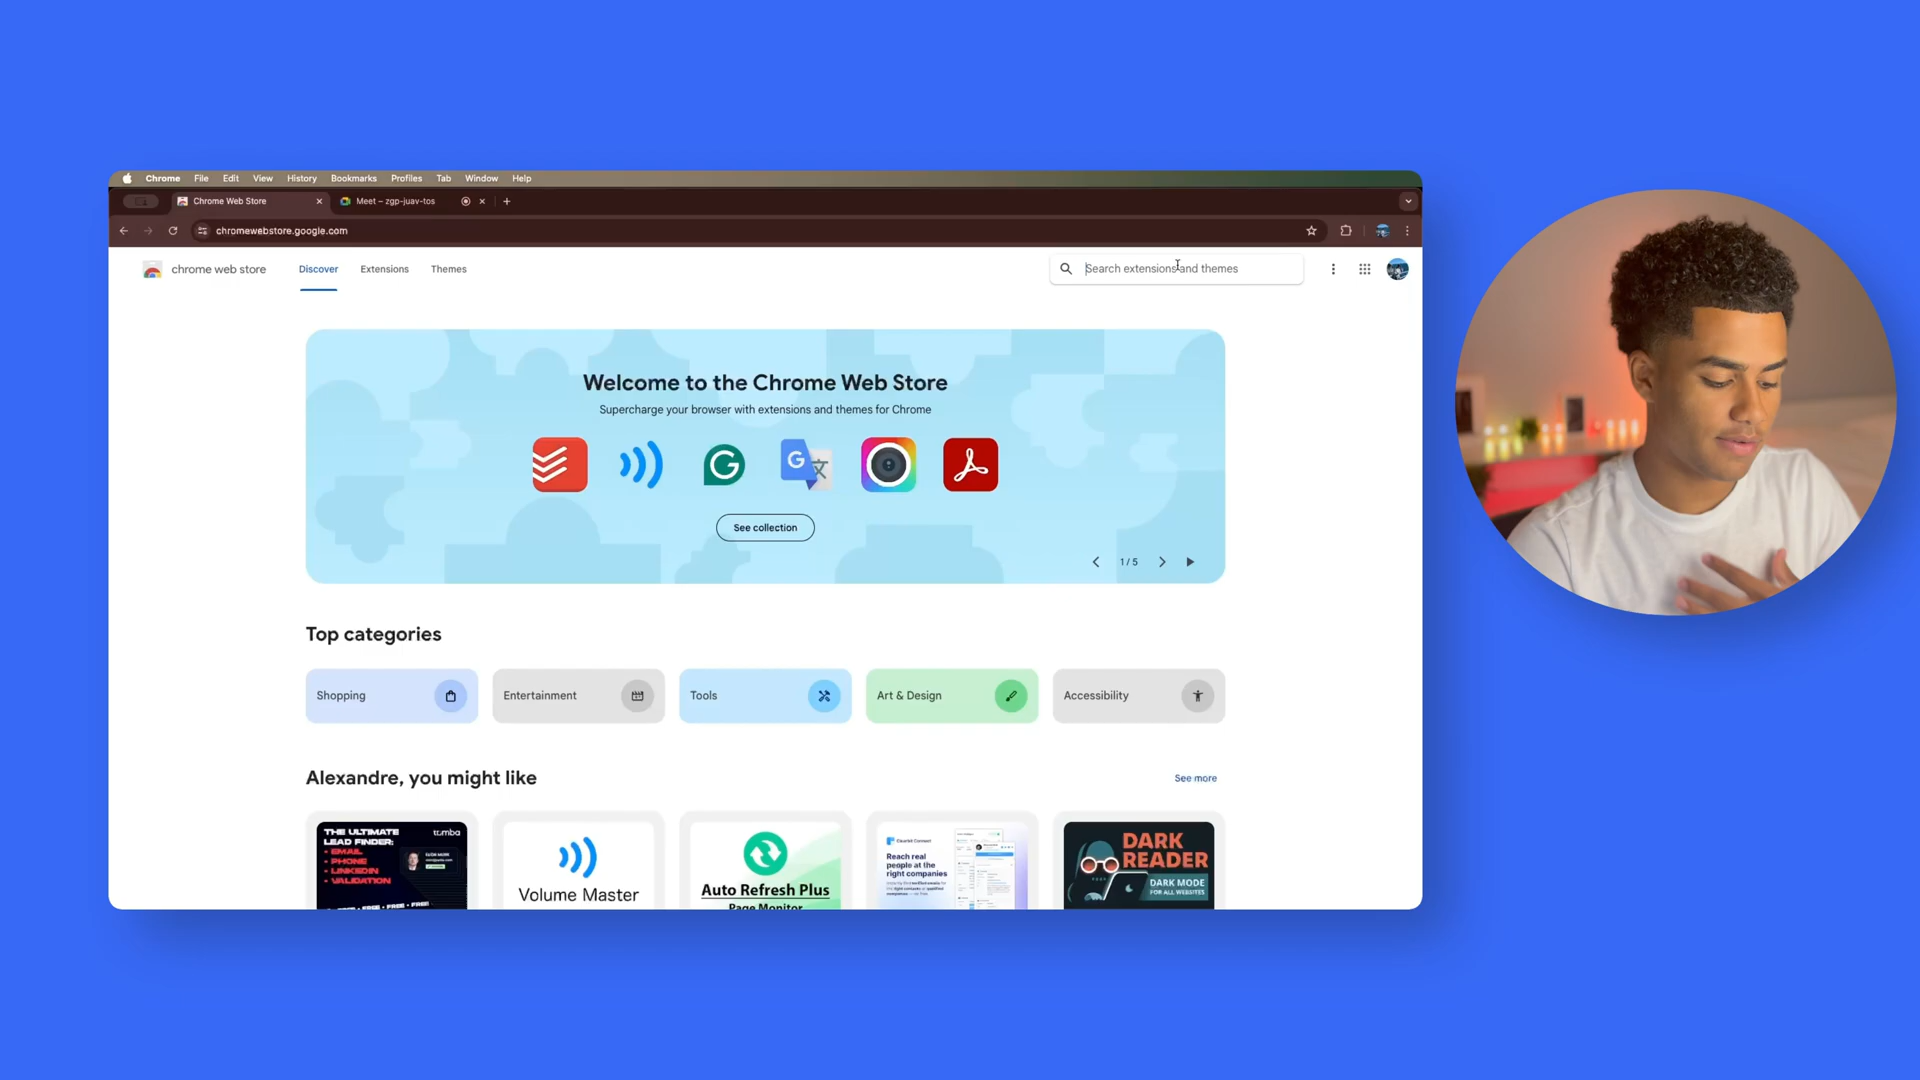 Chrome File Edit View History Bookmarks Profiles Tab Window Help
Chrome Web Store
Meet – zgp-juav-tos
chromewebstore.google.com
chrome web store
Discover
Extensions
Themes
Search extensions and themes
Welcome to the Chrome Web Store
Supercharge your browser with extensions and themes for Chrome
See collection
1 / 5
Top categories
Shopping
Entertainment
Tools
Art & Design
Accessibility
Alexandre, you might like
See more
THE ULTIMATE
LEAD FINDER:
- EMAIL
- PHONE
- LINKEDIN
- VALIDATION
Volume Master
Auto Refresh Plus
Page Monitor
Reach real
people at the
right companies
DARK
READER
DARK MODE
FOR ALL WEBSITES